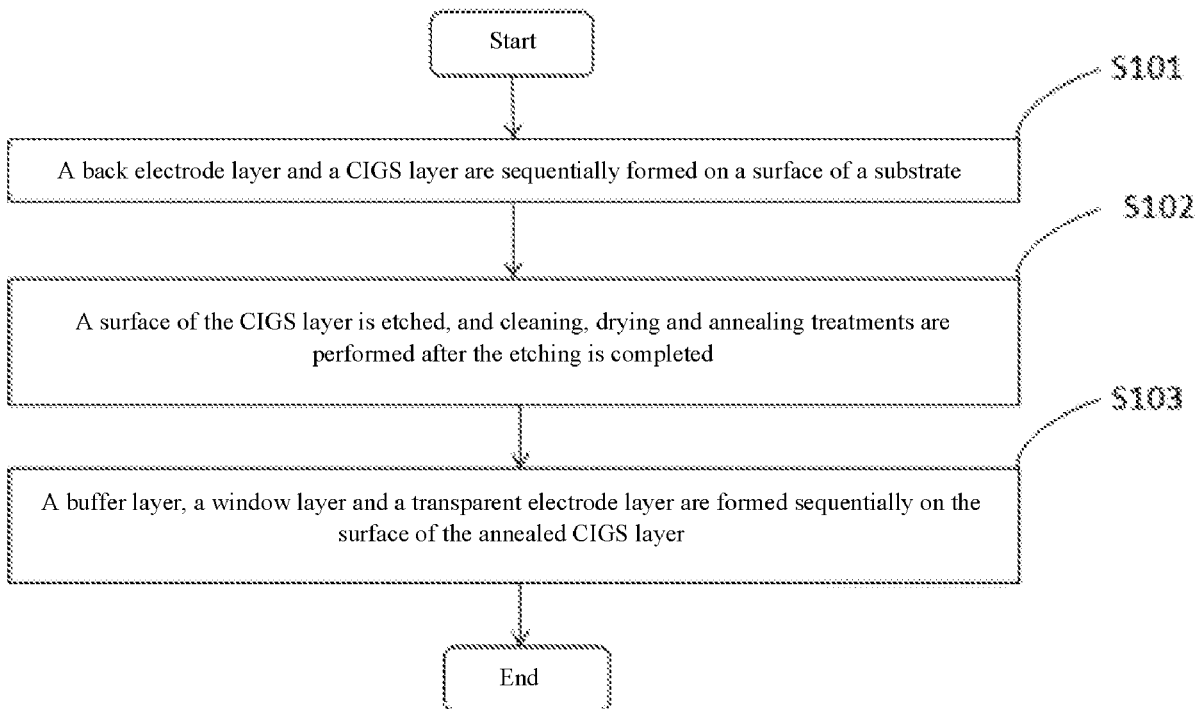 Start
S101
A back electrode layer and a CIGS layer are sequentially formed on a surface of a substrate
S102
A surface of the CIGS layer is etched, and cleaning, drying and annealing treatments are
performed after the etching is completed
S103
A buffer layer, a window layer and a transparent electrode layer are formed sequentially on the
surface of the annealed CIGS layer
End